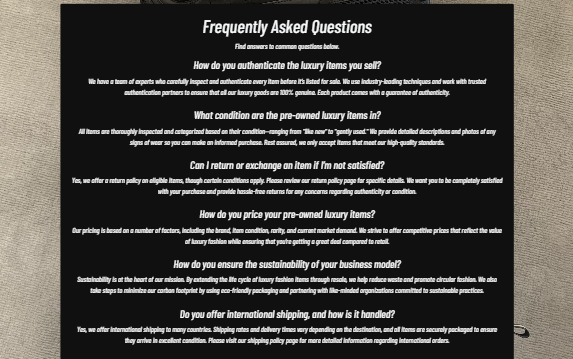 Frequently Asked Questions
Find answers to common questions below.
How do you authenticate the luxury items you sell?
We have a team of experts who carefully inspect and authenticate every item before it's listed for sale. We use industry-leading techniques and work with trusted
authentication partners to ensure that all our luxury goods are 100% genuine. Each product comes with a guarantee of authenticity.
What condition are the pre-owned luxury items in?
All items are thoroughly inspected and categorized based on their condition—ranging from "like new" to "gently used." We provide detailed descriptions and photos of any
signs of wear so you can make an informed purchase. Rest assured, we only accept items that meet our high-quality standards.
Can I return or exchange an item if I'm not satisfied?
Yes, we offer a return policy on eligible items, though certain conditions apply. Please review our return policy page for specific details. We want you to be completely satisfied
with your purchase and provide hassle-free returns for any concerns regarding authenticity or condition.
How do you price your pre-owned luxury items?
Our pricing is based on a number of factors, including the brand, item condition, rarity, and current market demand. We strive to offer competitive prices that reflect the value
of luxury fashion while ensuring that you're getting a great deal compared to retail.
How do you ensure the sustainability of your business model?
Sustainability is at the heart of our mission. By extending the life cycle of luxury fashion items through resale, we help reduce waste and promote circular fashion. We also
take steps to minimize our carbon footprint by using eco-friendly packaging and partnering with like-minded organizations committed to sustainable practices.
Do you offer international shipping, and how is it handled?
Yes, we offer international shipping to many countries. Shipping rates and delivery times vary depending on the destination, and all items are securely packaged to ensure
they arrive in excellent condition. Please visit our shipping policy page for more detailed information regarding international orders.